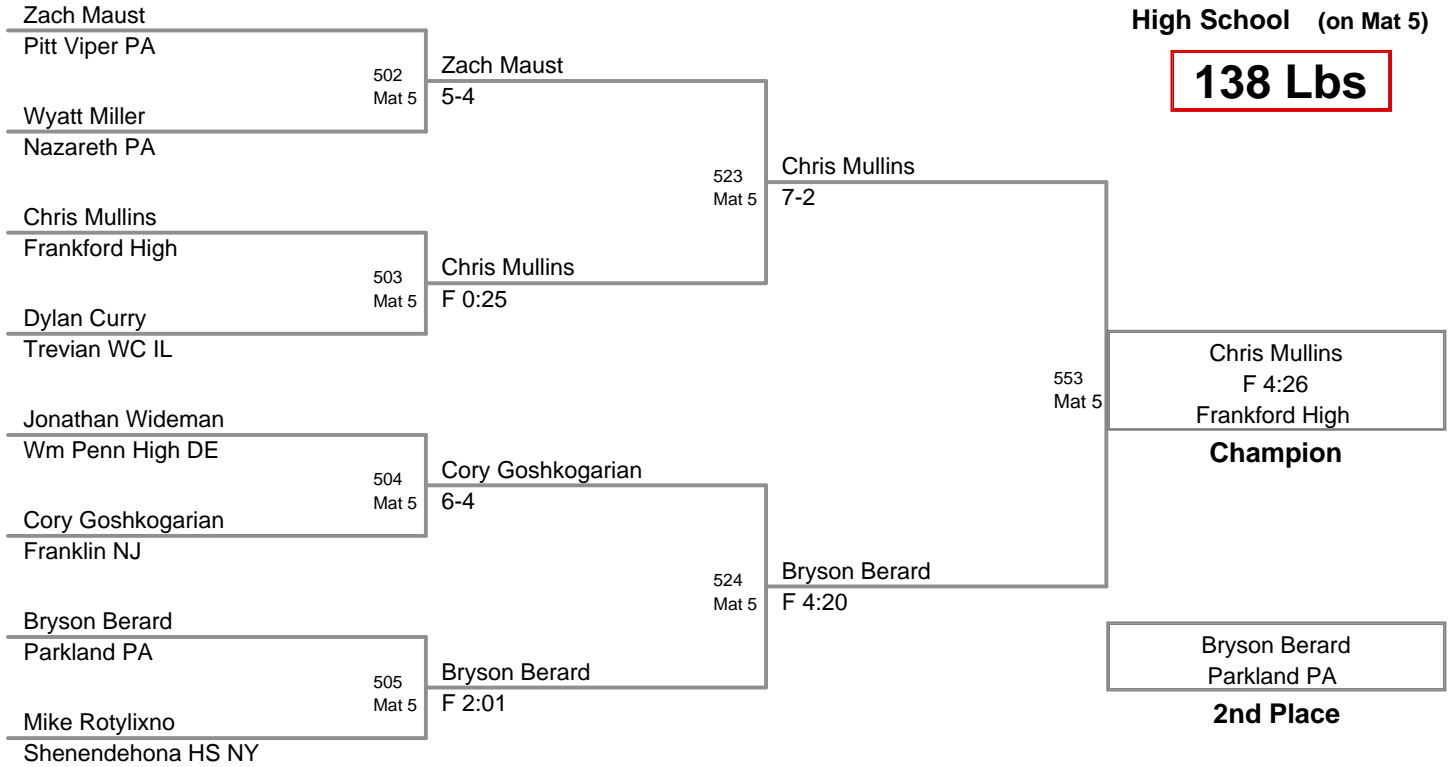 High School (on Mat 5)
138 Lbs
Zach Maust
Pitt Viper PA
502
Mat 5
Wyatt Miller
Nazareth PA
Zach Maust
5-4
Chris Mullins
Frankford High
503
Mat 5
Dylan Curry
Trevian WC IL
Chris Mullins
F 0:25
523
Mat 5
Chris Mullins
7-2
Jonathan Wideman
Wm Penn High DE
504
Mat 5
Cory Goshkogarian
Franklin NJ
Cory Goshkogarian
6-4
Bryson Berard
Parkland PA
505
Mat 5
Mike Rotylixno
Shenendehona HS NY
Bryson Berard
F 2:01
524
Mat 5
Bryson Berard
F 4:20
553
Mat 5
Chris Mullins
F 4:26
Frankford High
Champion
Bryson Berard
Parkland PA
2nd Place